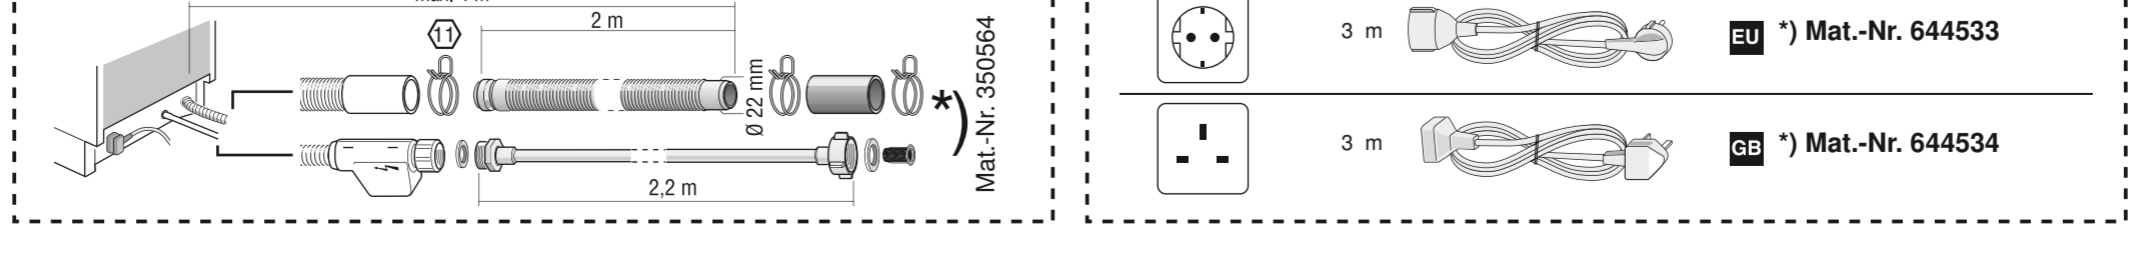 2 m
11
Ø 22 mm
*)
Mat.-Nr. 350564
2,2 m
3 m
EU *) Mat.-Nr. 644533
3 m
GB *) Mat.-Nr. 644534